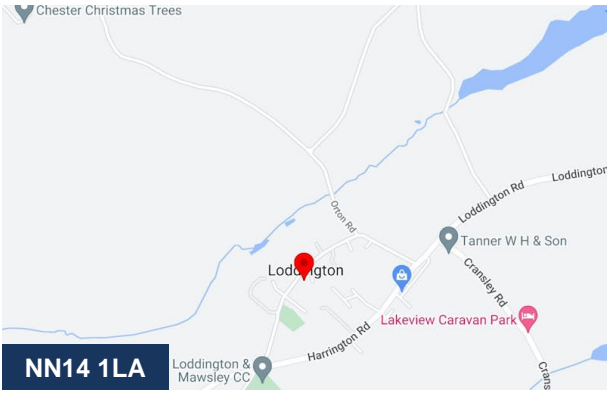 Chester Christmas Trees
Loddington
Loddington Rd
Orton Rd
Tanner W H & Son
Loddington
Cransley Rd
Lakeview Caravan Park
Harrington Rd
Loddington &
Mawsley CC
Crans
NN14 1LA